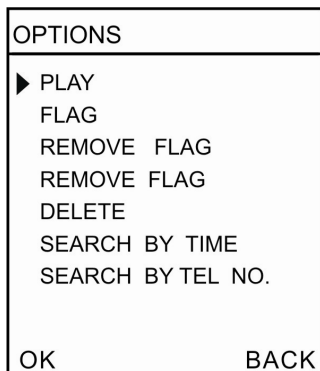 OPTIONS
PLAY
FLAG
REMOVE FLAG
REMOVE FLAG
DELETE
SEARCH BY TIME
SEARCH BY TEL NO.
OK BACK